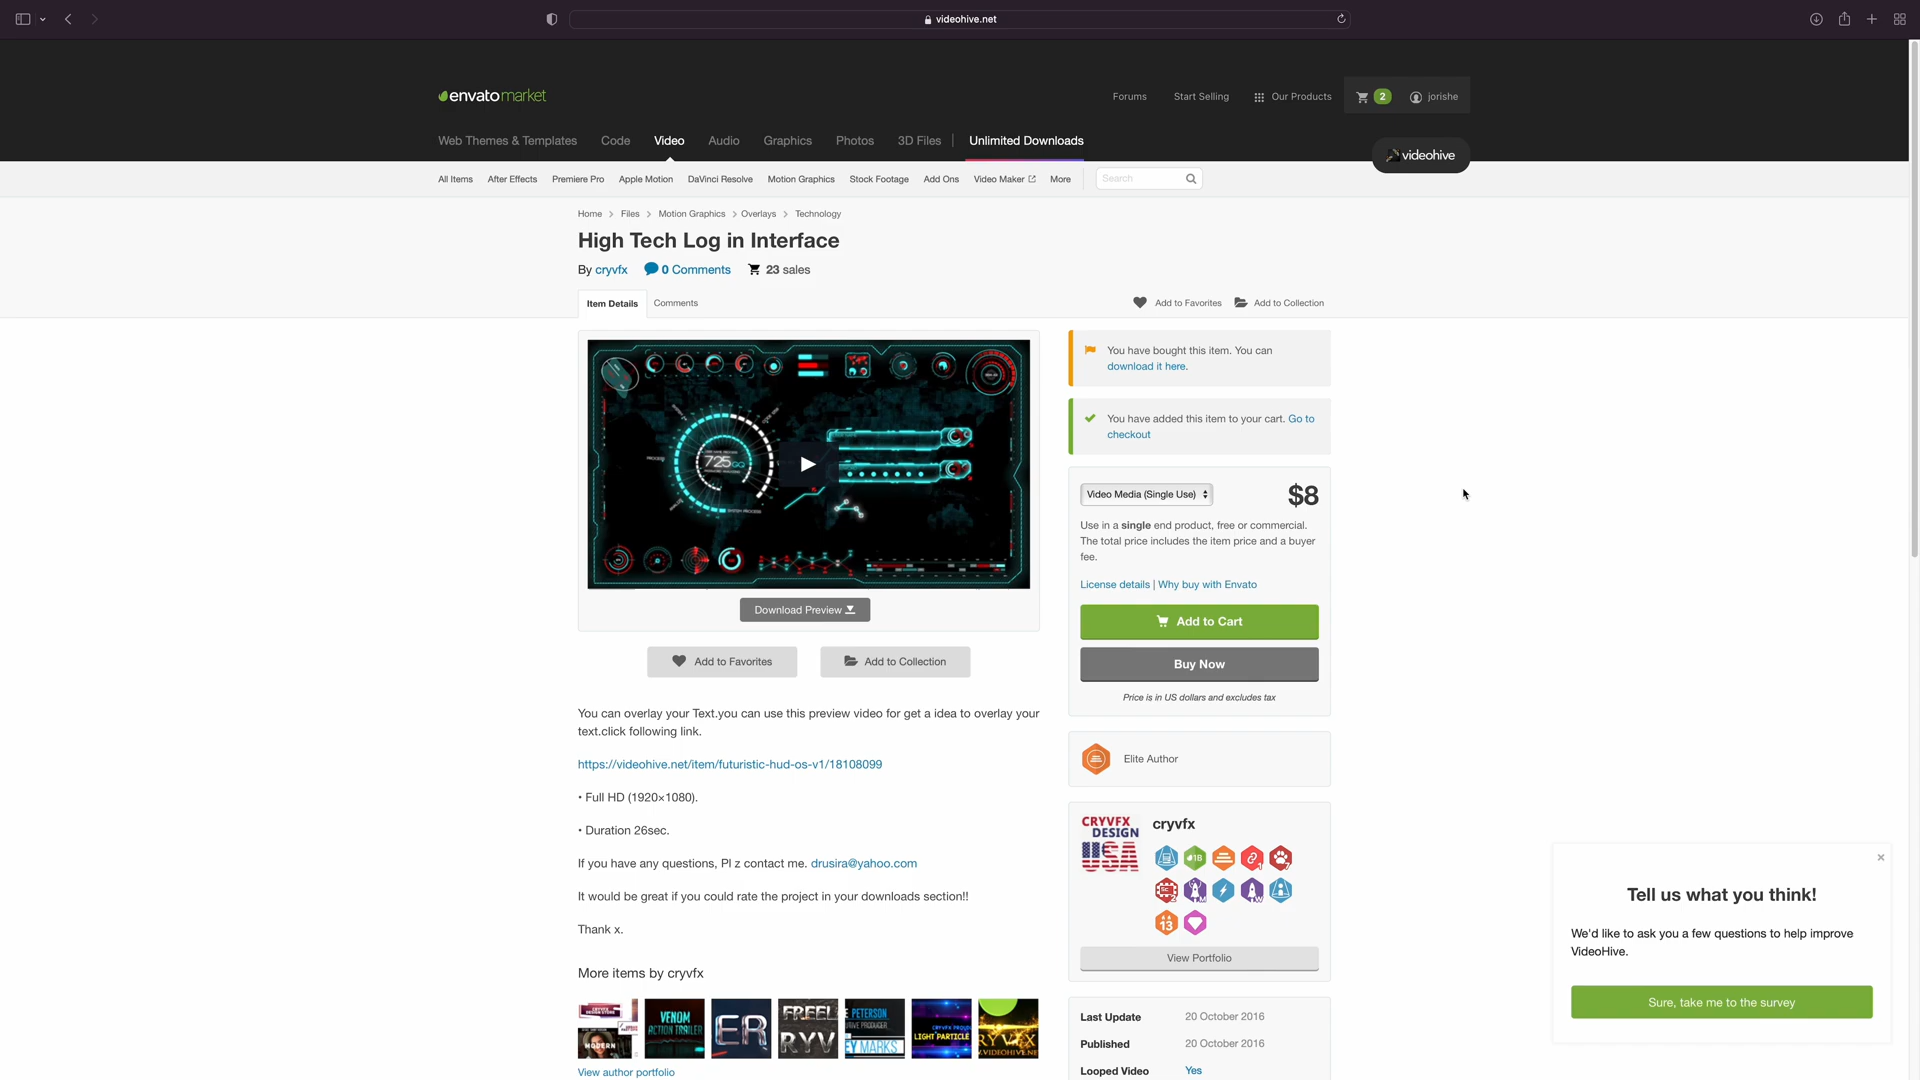 videohive.net
envatomarket
Forums
Start Selling
Our Products
2
jorishe
Web Themes & Templates
Code
Video
Audio
Graphics
Photos
3D Files
Unlimited Downloads
videohive
All Items
After Effects
Premiere Pro
Apple Motion
DaVinci Resolve
Motion Graphics
Stock Footage
Add Ons
Video Maker
More
Search
Home > Files > Motion Graphics > Overlays > Technology
High Tech Log in Interface
By cryvfx
0 Comments
23 sales
Item Details
Comments
Add to Favorites
Add to Collection
725GQ
Download Preview
Add to Favorites
Add to Collection
You can overlay your Text.you can use this preview video for get a idea to overlay your
text.click following link.
https://videohive.net/item/futuristic-hud-os-v1/18108099
• Full HD (1920×1080).
• Duration 26sec.
If you have any questions, Pl z contact me. drusira@yahoo.com
It would be great if you could rate the project in your downloads section!!
Thank x.
More items by cryvfx
MODERN
VENOM
ACTION TRAILER
ER
FREEL
RYV
E PETERSON
EY MARKS
LIGHT PARTICLE
RYVFX
View author portfolio
You have bought this item. You can
download it here.
You have added this item to your cart. Go to
checkout
Video Media (Single Use)
$8
Use in a single end product, free or commercial.
The total price includes the item price and a buyer
fee.
License details | Why buy with Envato
Add to Cart
Buy Now
Price is in US dollars and excludes tax
Elite Author
CRYVFX
DESIGN
USA
cryvfx
13
View Portfolio
Last Update
20 October 2016
Published
20 October 2016
Looped Video
Yes
×
Tell us what you think!
We'd like to ask you a few questions to help improve
VideoHive.
Sure, take me to the survey